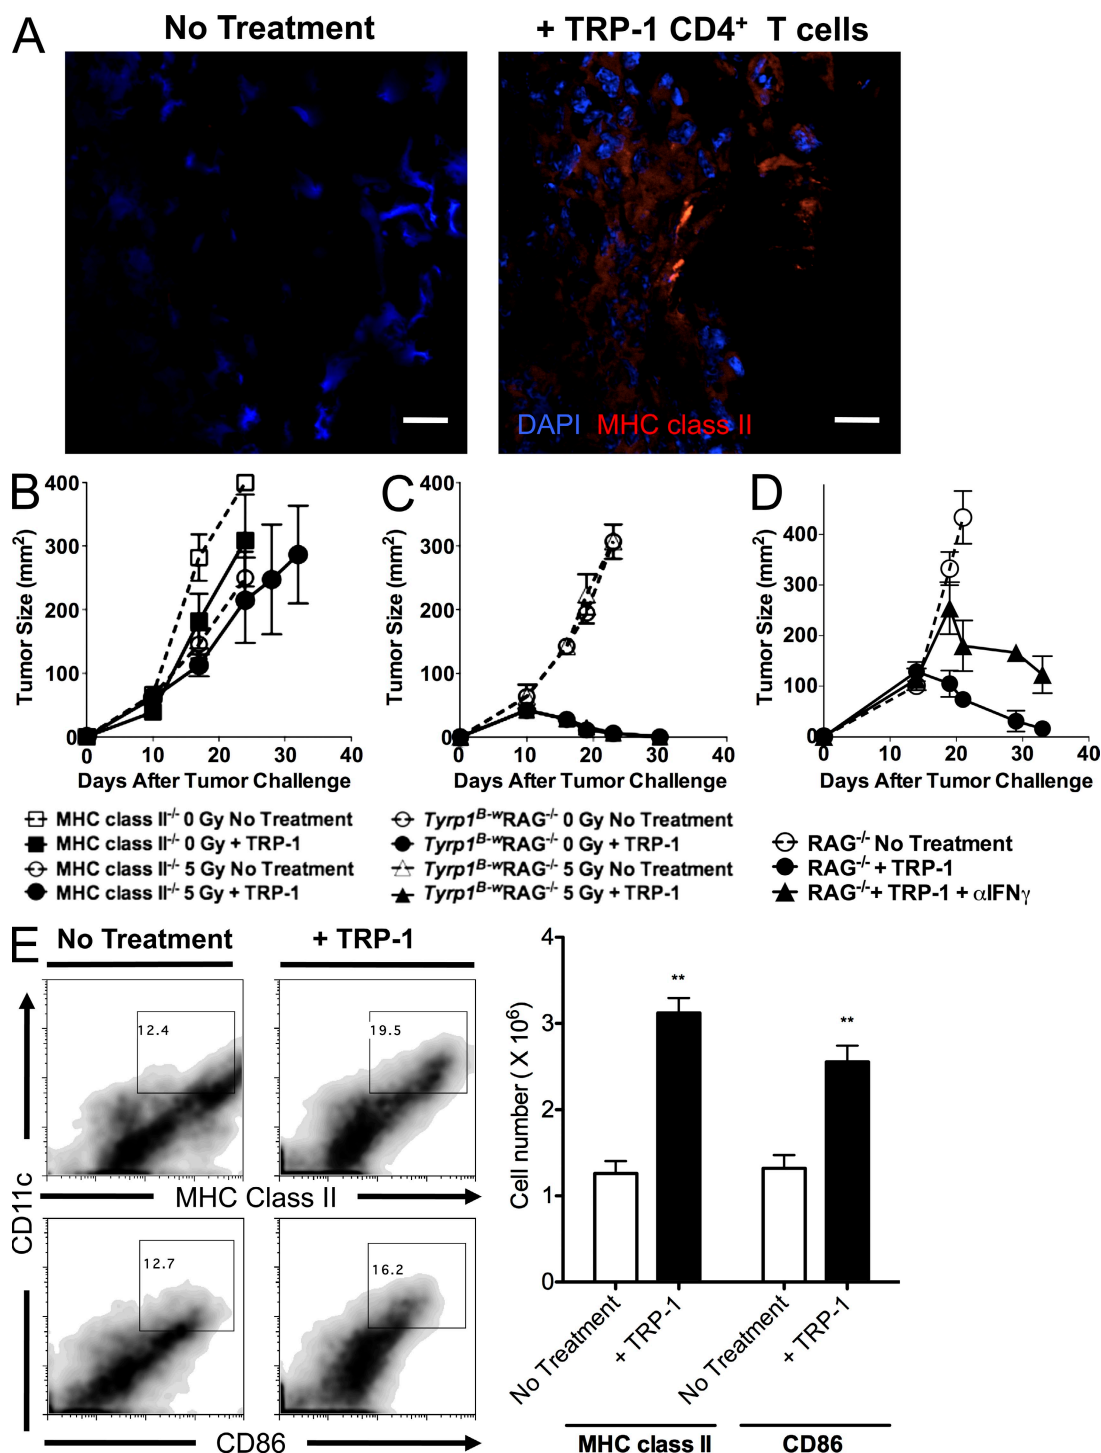 A
No Treatment
+ TRP-1 CD4+ T cells
DAPI MHC class II
B
Tumor Size (mm2)
400
300
200
100
0
0 10 20 30 40
Days After Tumor Challenge
MHC class II-/- 0 Gy No Treatment
MHC class II-/- 0 Gy + TRP-1
MHC class II-/- 5 Gy No Treatment
MHC class II-/- 5 Gy + TRP-1
C
Tumor Size (mm2)
400
300
200
100
0
0 10 20 30
Days After Tumor Challenge
Tyrp1B-wRAG-/- 0 Gy No Treatment
Tyrp1B-wRAG-/- 0 Gy + TRP-1
Tyrp1B-wRAG-/- 5 Gy No Treatment
Tyrp1B-wRAG-/- 5 Gy + TRP-1
D
Tumor Size (mm2)
400
300
200
100
0
0 10 20 30 40
Days After Tumor Challenge
RAG-/- No Treatment
RAG-/- + TRP-1
RAG-/-+ TRP-1 + αIFNγ
E
No Treatment
+ TRP-1
12.4
19.5
MHC Class II
CD11c
12.7
16.2
CD86
Cell number ( X 106)
4
3
2
1
0
**
**
No Treatment
+ TRP-1
No Treatment
+ TRP-1
MHC class II
CD86